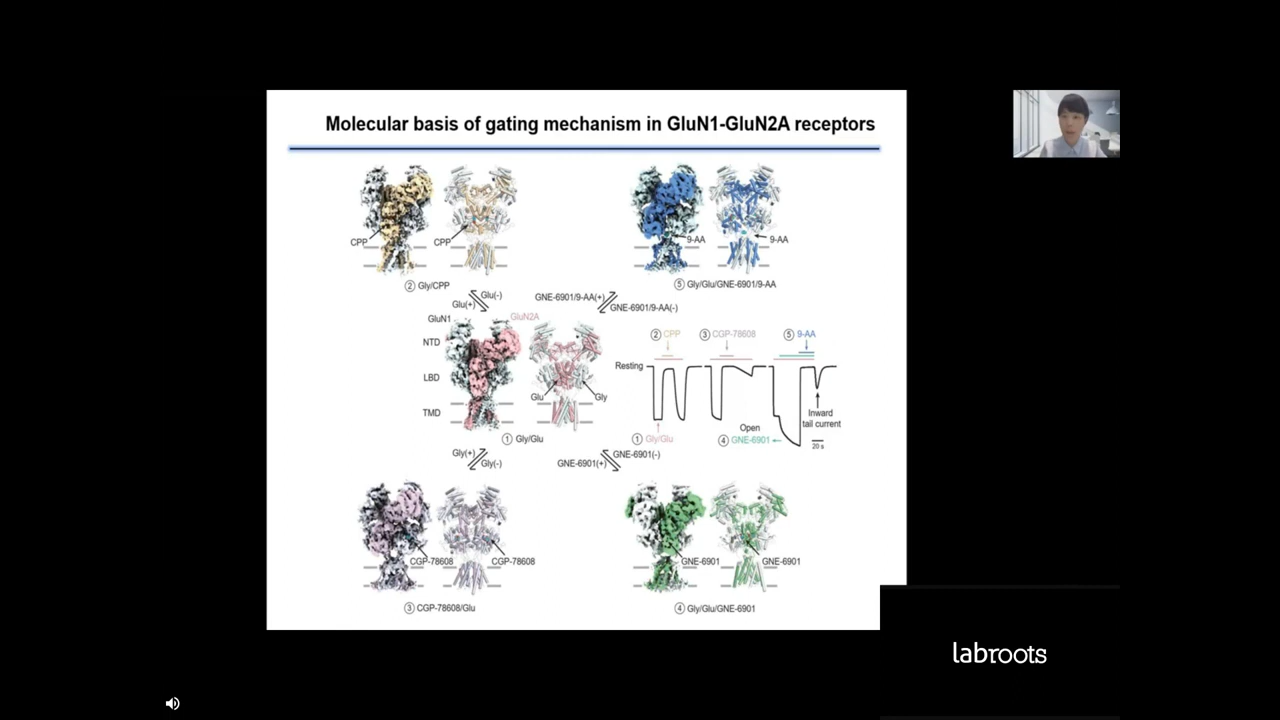 Molecular basis of gating mechanism in GluN1-GluN2A receptors
CPP
CPP
② Gly/CPP
9-AA
9-AA
⑤ Gly/Glu/GNE-6901/9-AA
Glu(+)
Glu(-)
GNE-6901/9-AA(+)
GNE-6901/9-AA(-)
GluN1
GluN2A
NTD
LBD
TMD
Glu
Gly
① Gly/Glu
② CPP
③ CGP-78608
⑤ 9-AA
Resting
① Gly/Glu
Open
④ GNE-6901
Inward
tail current
20 s
Gly(+)
Gly(-)
GNE-6901(+)
GNE-6901(-)
CGP-78608
CGP-78608
③ CGP-78608/Glu
GNE-6901
GNE-6901
④ Gly/Glu/GNE-6901
labroots